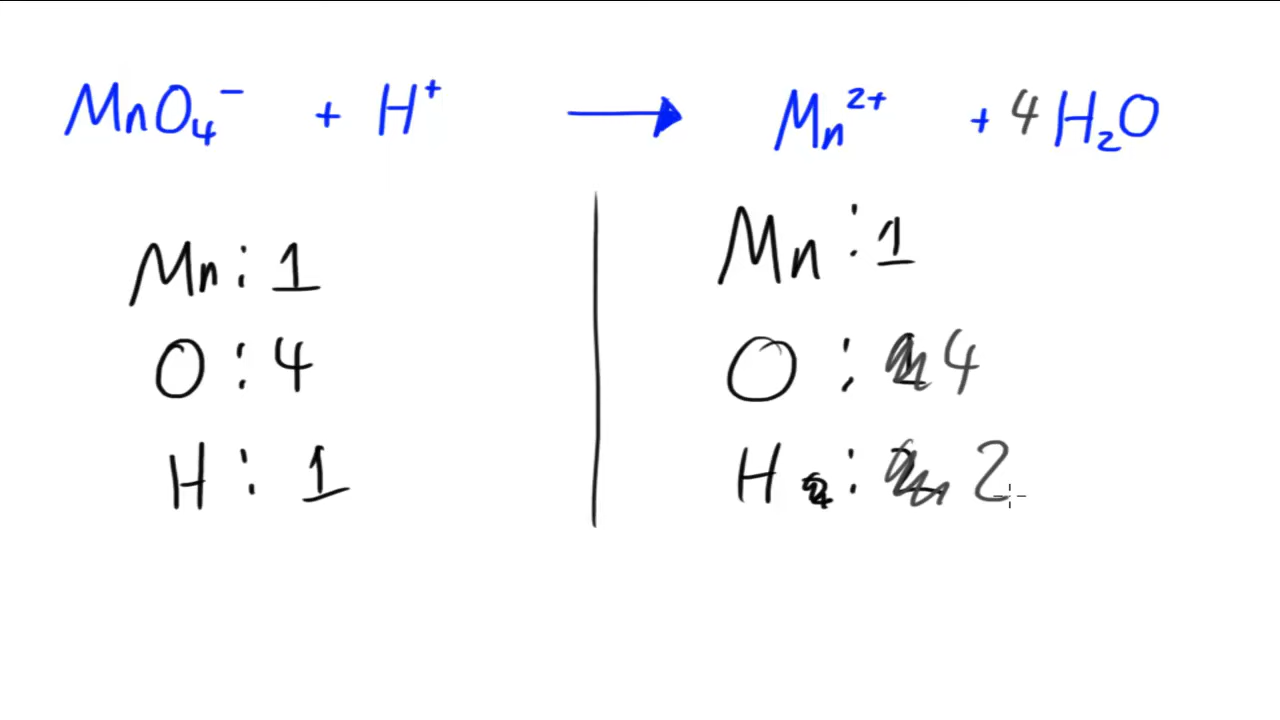 MnO₄⁻ + H⁺ → Mn²⁺ + 4H₂O
Mn : 1
O : 4
H : 1
Mn : 1
O : 4
H : 2